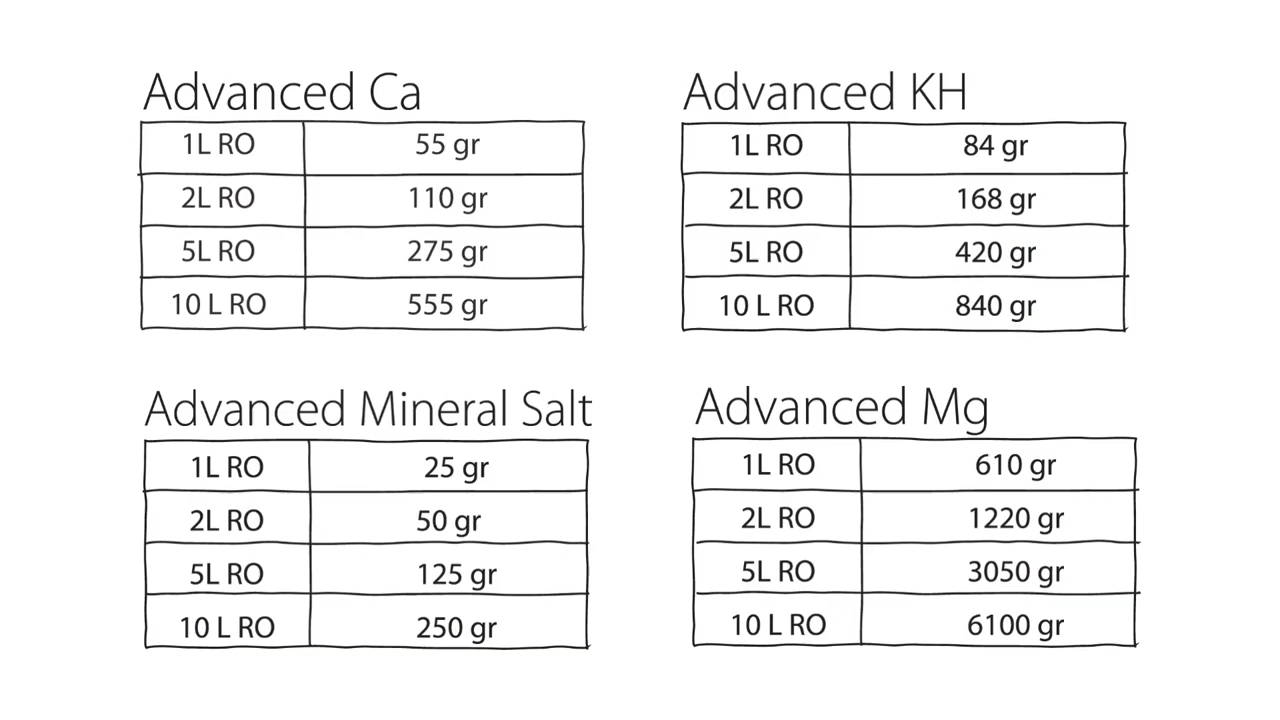 Advanced Ca
1L RO 55 gr
2L RO 110 gr
5L RO 275 gr
10 L RO 555 gr
Advanced KH
1L RO 84 gr
2L RO 168 gr
5L RO 420 gr
10 L RO 840 gr
Advanced Mineral Salt
1L RO 25 gr
2L RO 50 gr
5L RO 125 gr
10 L RO 250 gr
Advanced Mg
1L RO 610 gr
2L RO 1220 gr
5L RO 3050 gr
10 L RO 6100 gr